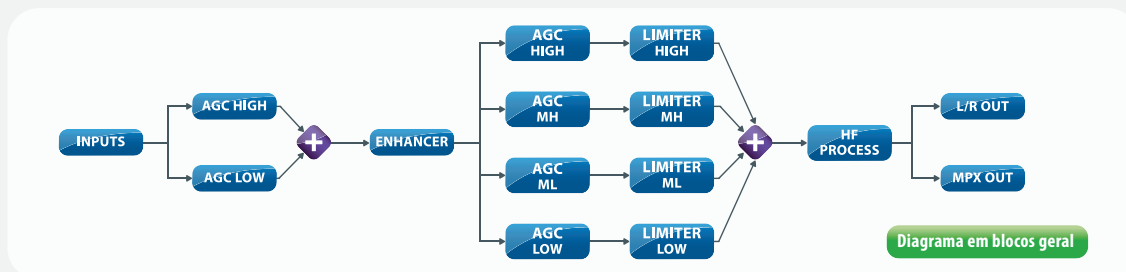 INPUTS
AGC HIGH
AGC LOW
+
ENHANCER
AGC
HIGH
LIMITER
HIGH
AGC
MH
LIMITER
MH
AGC
ML
LIMITER
ML
AGC
LOW
LIMITER
LOW
+
HF
PROCESS
L/R OUT
MPX OUT
Diagrama em blocos geral